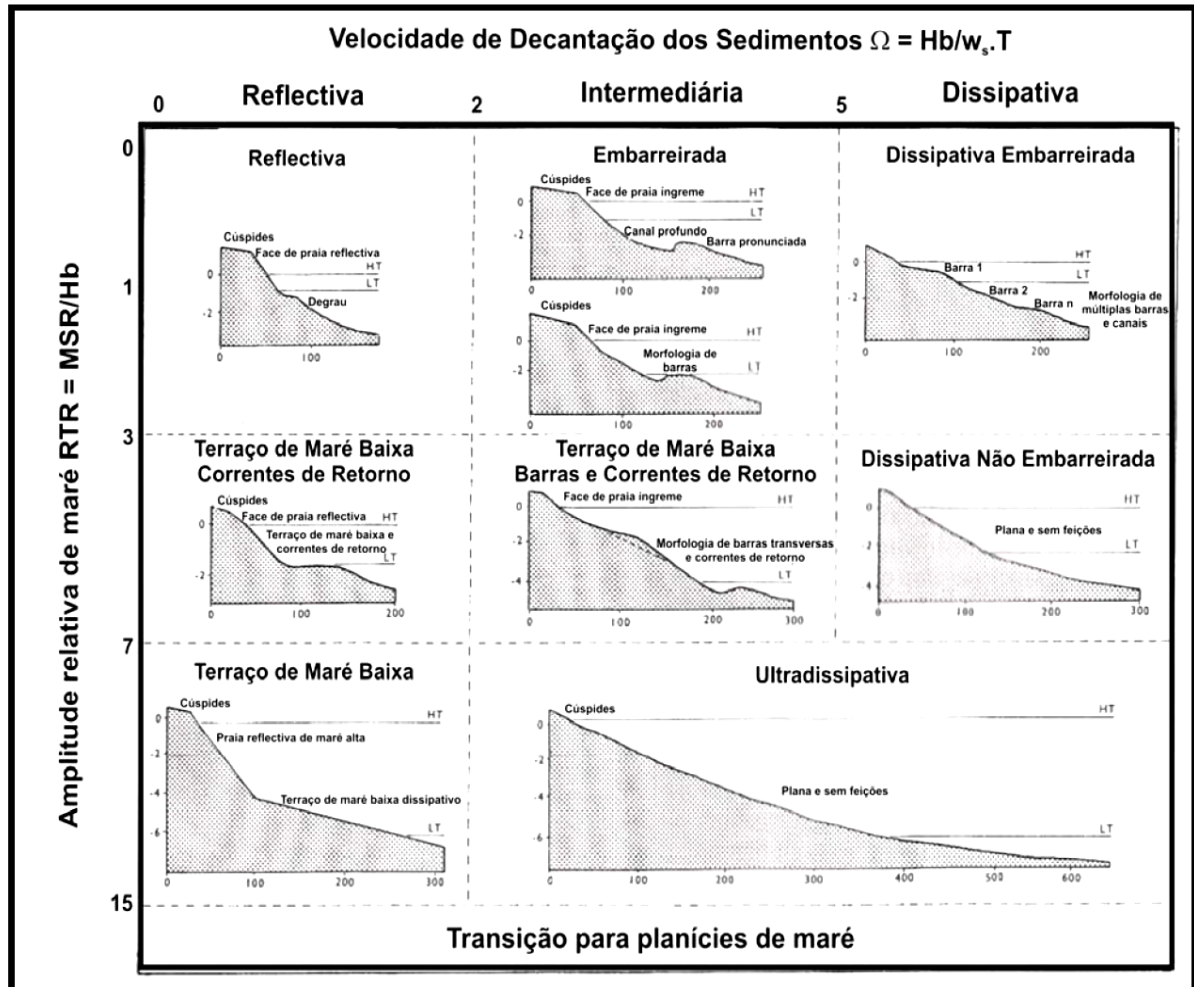 Velocidade de Decantação dos Sedimentos Ω = Hb/wₛ.T
0 Reflectiva 2 Intermediária 5 Dissipativa
Amplitude relativa de maré RTR = MSR/Hb
0
1
3
7
15
Reflectiva
Cúspides
Face de praia reflectiva
HT
LT
Degrau
0
-2
0 100
Embarreirada
Cúspides
Face de praia ingreme
HT
LT
Canal profundo
Barra pronunciada
0
-2
0 100 200
Cúspides
Face de praia ingreme
HT
Morfologia de
barras
LT
0
-2
0 100 200
Dissipativa Embarreirada
HT
LT
Barra 1
Barra 2
Barra n
Morfologia de
múltiplas barras
e canais
0
-2
0 100 200
Terraço de Maré Baixa
Correntes de Retorno
Cúspides
Face de praia reflectiva
HT
Terraço de maré baixa e
correntes de retorno
LT
0
-2
0 100 200
Terraço de Maré Baixa
Barras e Correntes de Retorno
Face de praia ingreme
HT
Morfologia de barras transversas
e correntes de retorno
LT
0
-2
-4
0 100 200 300
Dissipativa Não Embarreirada
HT
Plana e sem feições
LT
0
-2
4
0 100 200 300
Terraço de Maré Baixa
Cúspides
HT
Praia reflectiva de maré alta
Terraço de maré baixa dissipativo
LT
0
-2
-4
-6
0 100 200 300
Ultradissipativa
Cúspides
HT
Plana e sem feições
LT
0
-2
-4
-6
0 100 200 300 400 500 600
Transição para planícies de maré